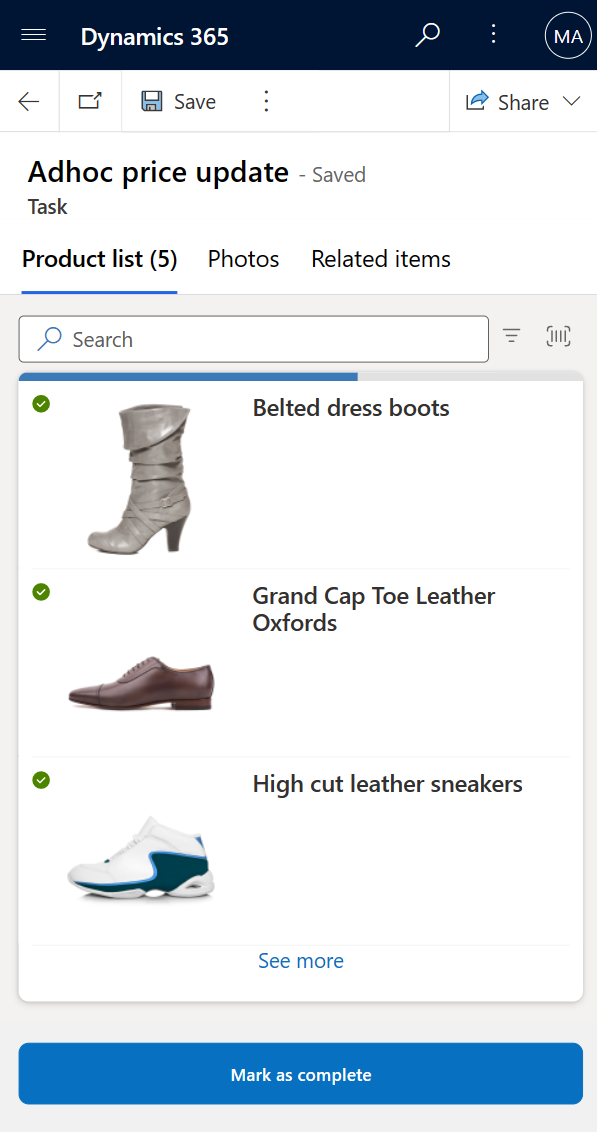 Dynamics 365
MA
Save
Share
Adhoc price update - Saved
Task
Product list (5) Photos Related items
Search
Belted dress boots
Grand Cap Toe Leather
Oxfords
High cut leather sneakers
See more
Mark as complete